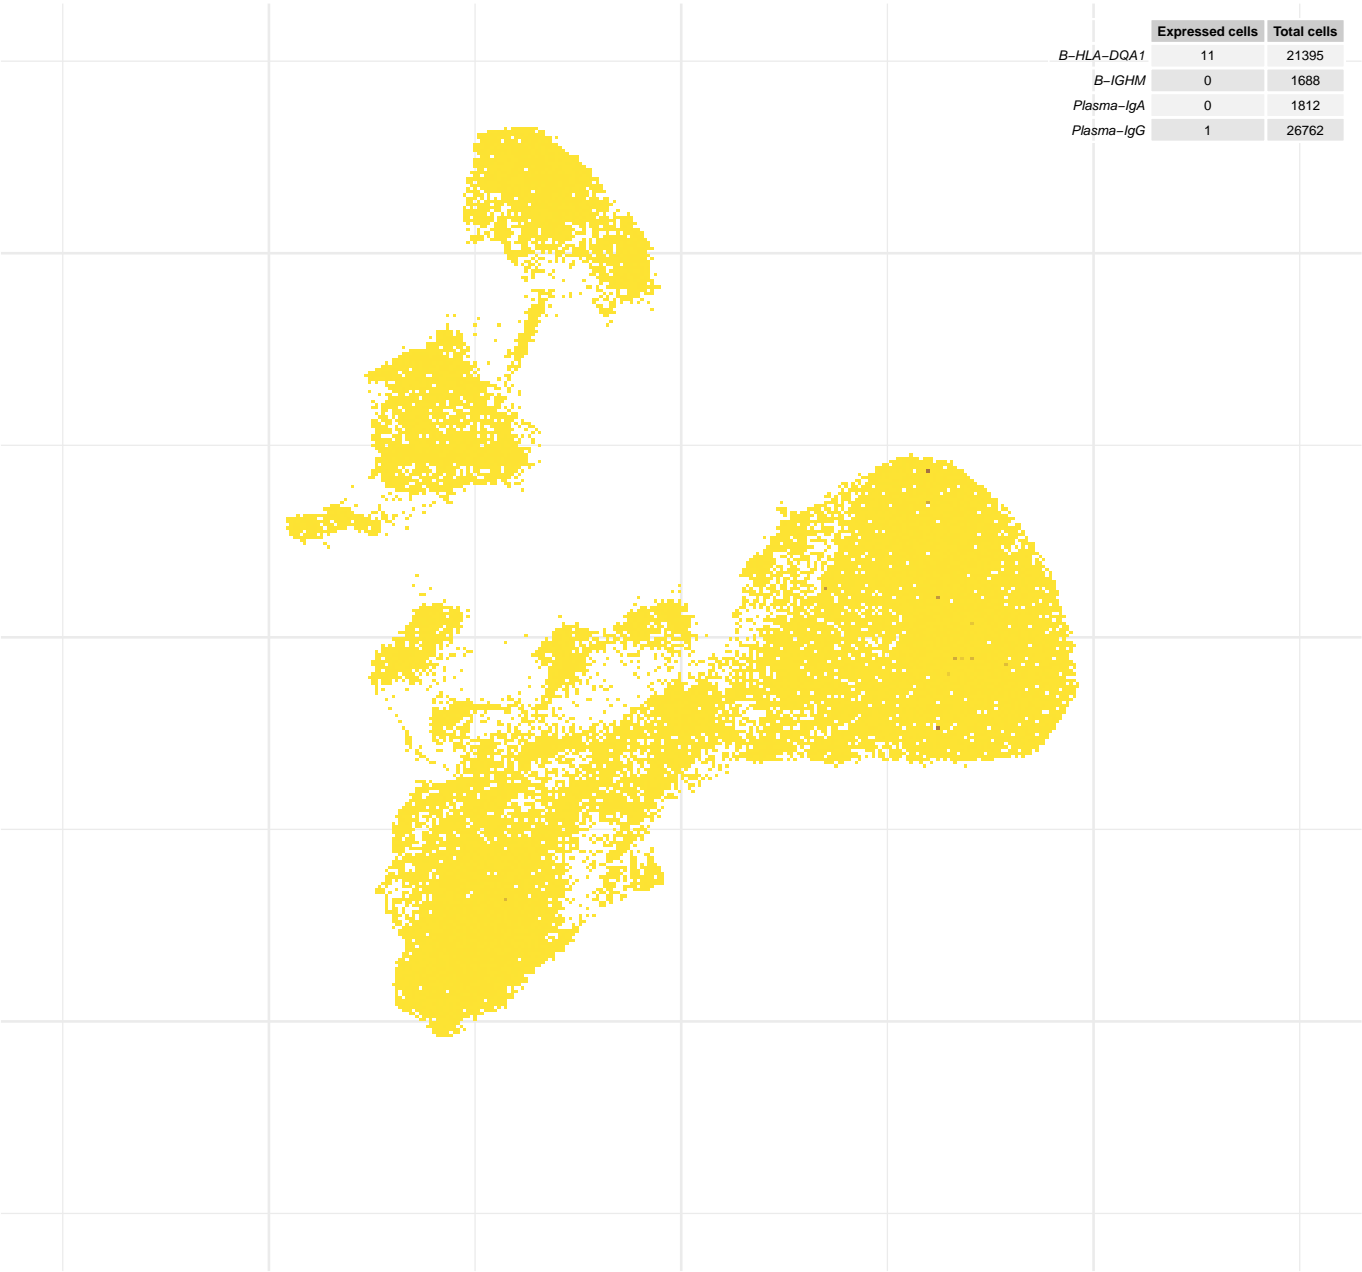 Expressed cells Total cells
B−HLA−DQA1 11 21395
B−IGHM 0 1688
Plasma−IgA 0 1812
Plasma−IgG 1 26762